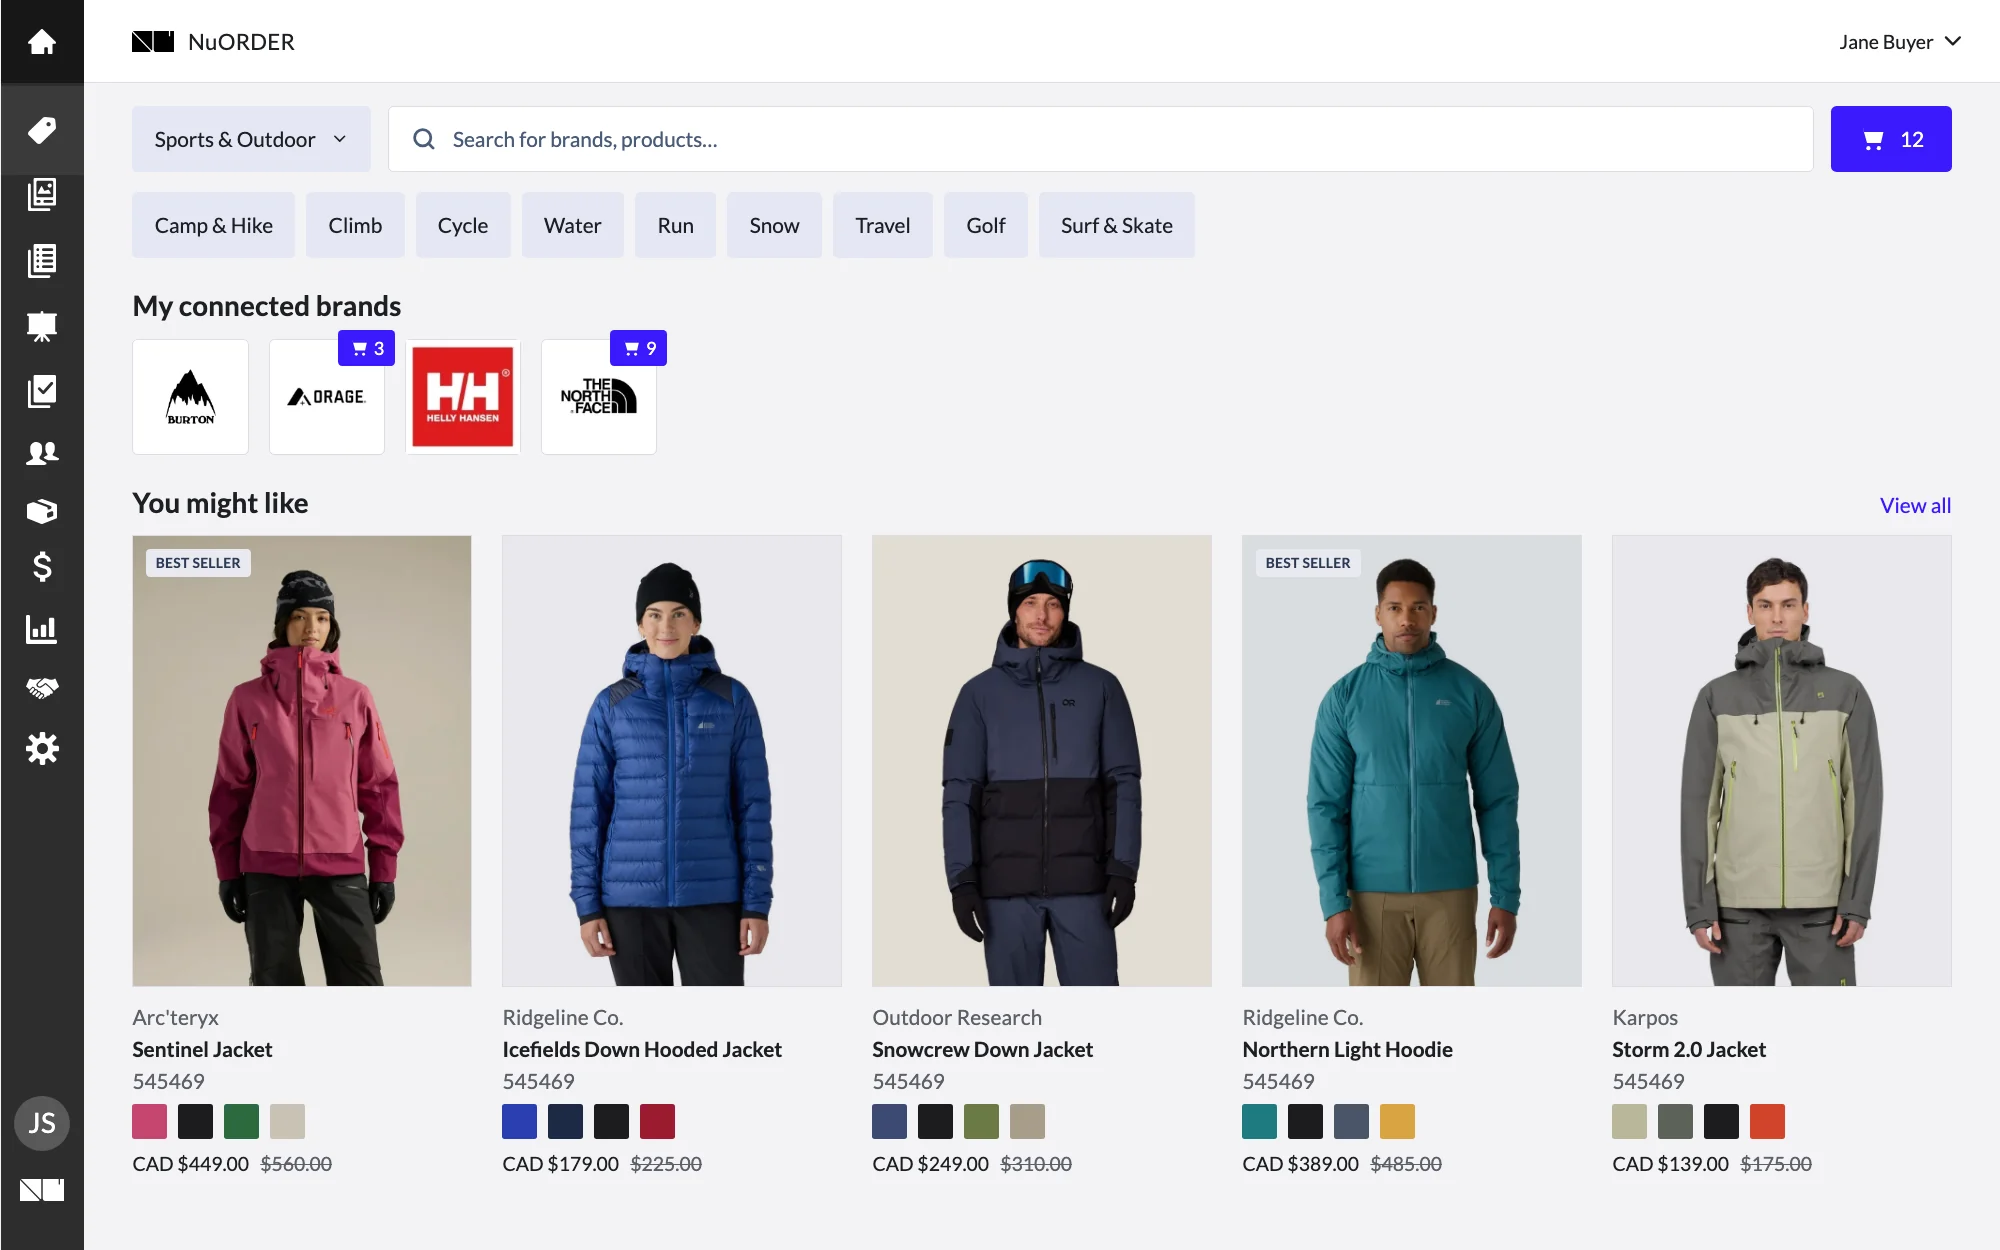 NuORDER
Jane Buyer
Sports & Outdoor
Search for brands, products...
12
Camp & Hike
Climb
Cycle
Water
Run
Snow
Travel
Golf
Surf & Skate
My connected brands
BURTON
3
ORAGE
HH®
HELLY HANSEN
9
THE
NORTH
FACE
You might like
View all
BEST SELLER
Arc'teryx
Sentinel Jacket
545469
CAD $449.00 $560.00
Ridgeline Co.
Icefields Down Hooded Jacket
545469
CAD $179.00 $225.00
OR
Outdoor Research
Snowcrew Down Jacket
545469
CAD $249.00 $310.00
BEST SELLER
Ridgeline Co.
Northern Light Hoodie
545469
CAD $389.00 $485.00
Karpos
Storm 2.0 Jacket
545469
CAD $139.00 $175.00
JS